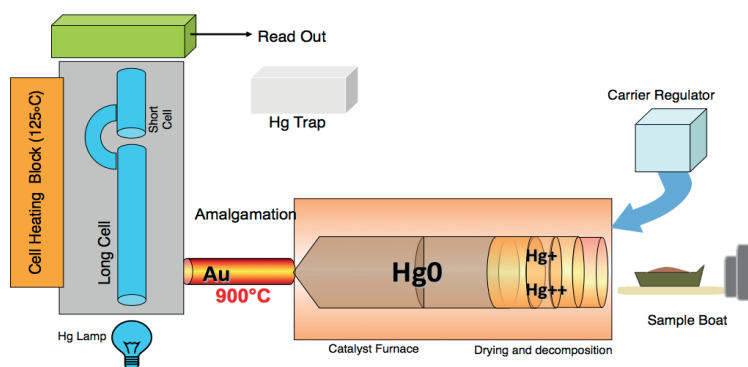 Read Out
Cell Heating Block (125◦C)
Short
Cell
Long Cell
Hg Trap
Carrier Regulator
Amalgamation
Au
900°C
Hg0
Hg+
Hg++
Hg Lamp
Catalyst Furnace
Drying and decomposition
Sample Boat